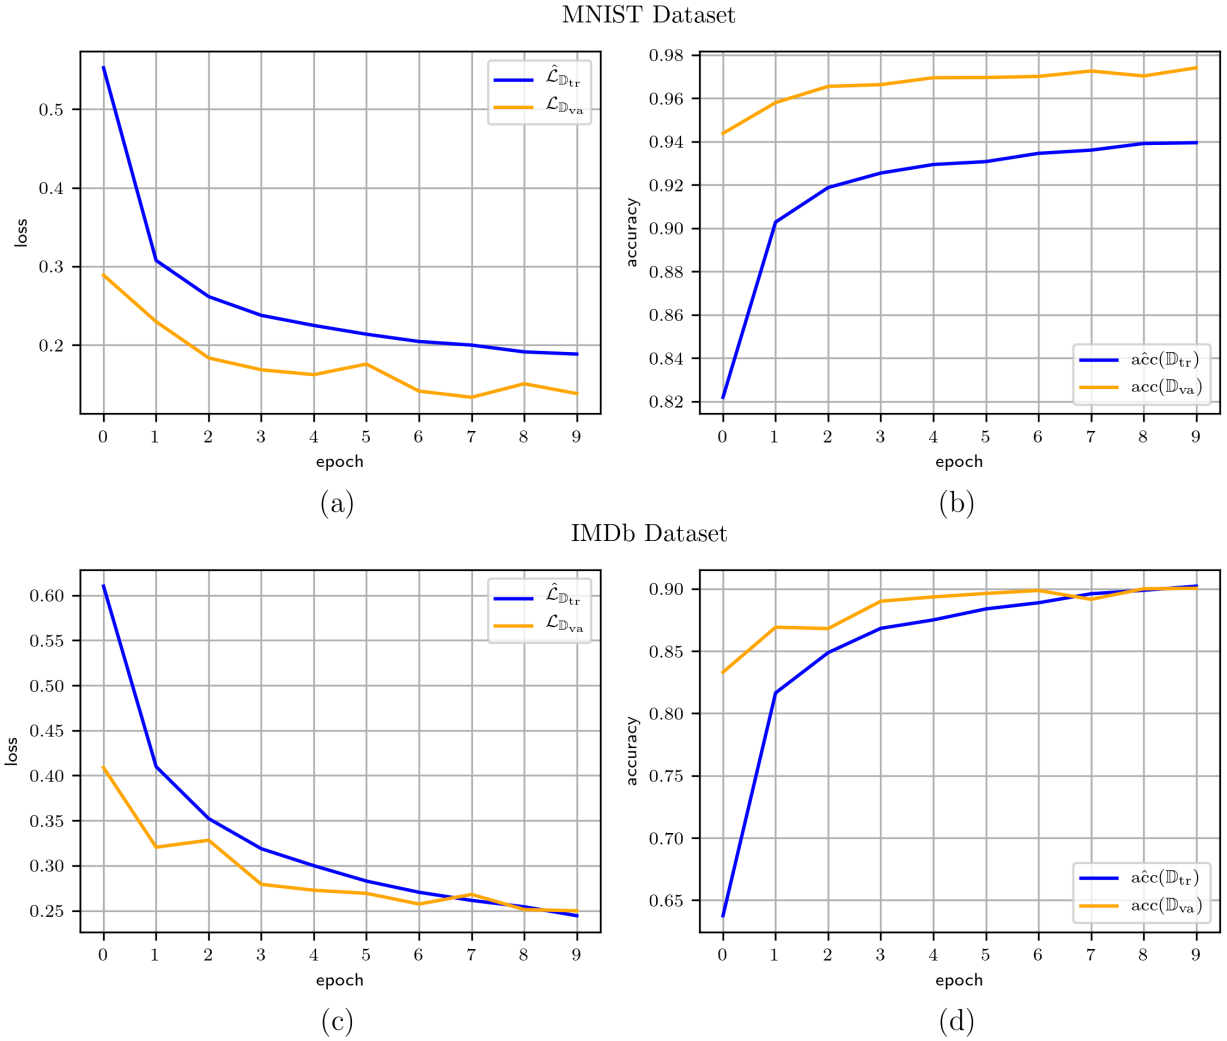 MNIST Dataset
0.5
0.4
0.3
0.2
loss
0 1 2 3 4 5 6 7 8 9
epoch
ℒ̂_𝔻tr
ℒ_𝔻va
(a)
0.98
0.96
0.94
0.92
0.90
0.88
0.86
0.84
0.82
accuracy
0 1 2 3 4 5 6 7 8 9
epoch
aĉc(𝔻tr)
acc(𝔻va)
(b)
IMDb Dataset
0.60
0.55
0.50
0.45
0.40
0.35
0.30
0.25
loss
0 1 2 3 4 5 6 7 8 9
epoch
ℒ̂_𝔻tr
ℒ_𝔻va
(c)
0.90
0.85
0.80
0.75
0.70
0.65
accuracy
0 1 2 3 4 5 6 7 8 9
epoch
aĉc(𝔻tr)
acc(𝔻va)
(d)